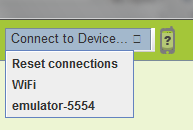 Connect to Device...
Reset connections
WiFi
emulator-5554